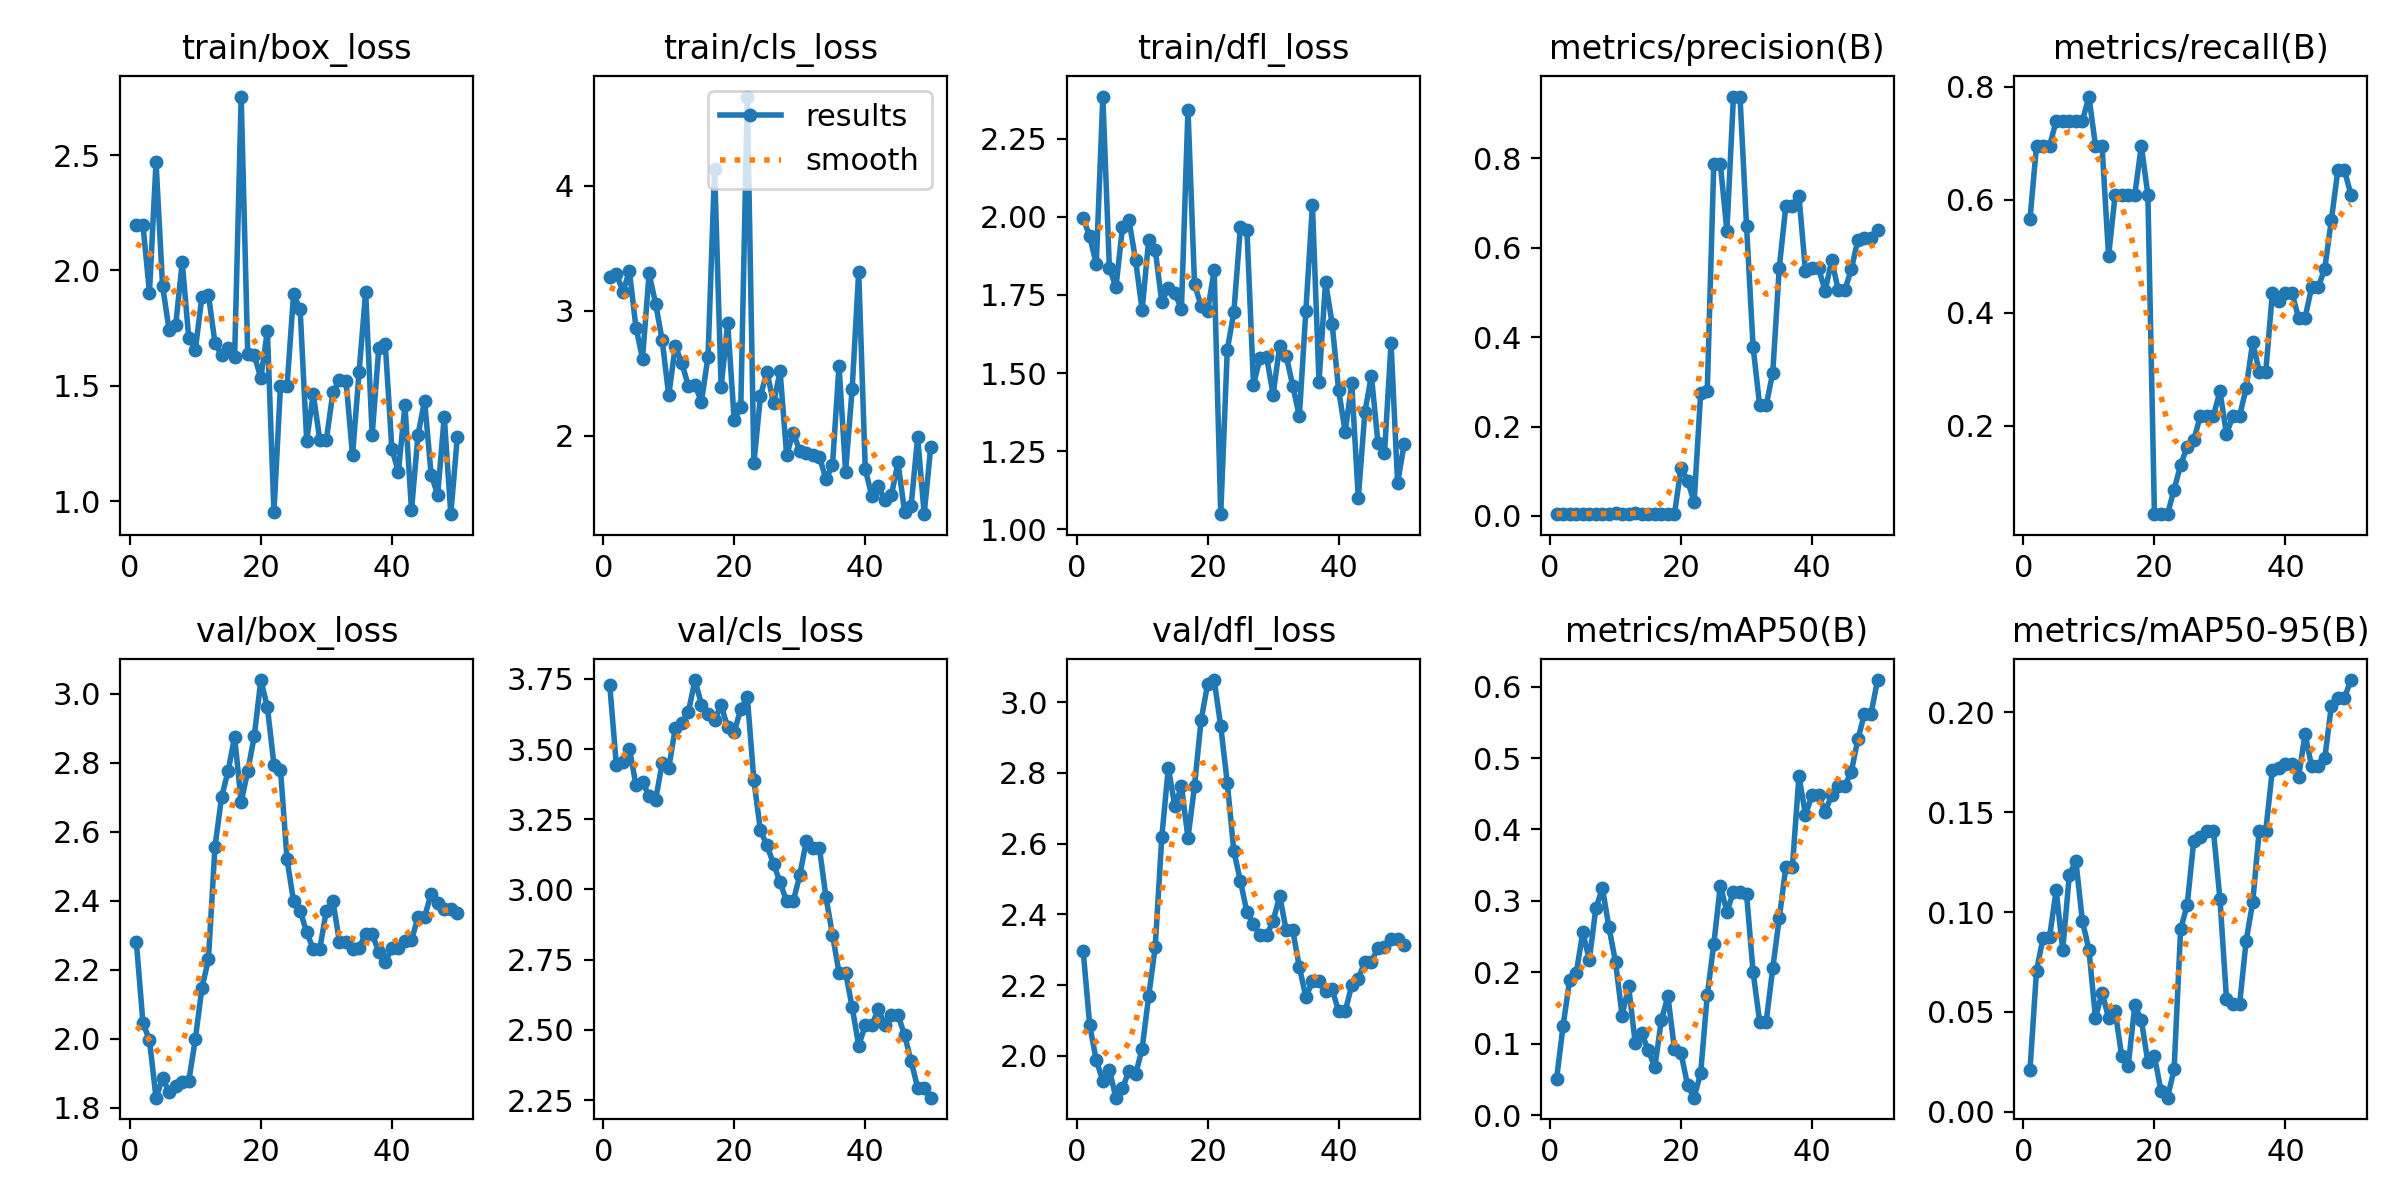 train/box_loss
train/cls_loss
train/dfl_loss
metrics/precision(B)
metrics/recall(B)
2.5
2.0
1.5
1.0
0 20 40
results
smooth
4
3
2
0 20 40
2.25
2.00
1.75
1.50
1.25
1.00
0 20 40
0.8
0.6
0.4
0.2
0.0
0 20 40
0.8
0.6
0.4
0.2
0 20 40
val/box_loss
val/cls_loss
val/dfl_loss
metrics/mAP50(B)
metrics/mAP50-95(B)
3.0
2.8
2.6
2.4
2.2
2.0
1.8
0 20 40
3.75
3.50
3.25
3.00
2.75
2.50
2.25
0 20 40
3.0
2.8
2.6
2.4
2.2
2.0
0 20 40
0.6
0.5
0.4
0.3
0.2
0.1
0.0
0 20 40
0.20
0.15
0.10
0.05
0.00
0 20 40